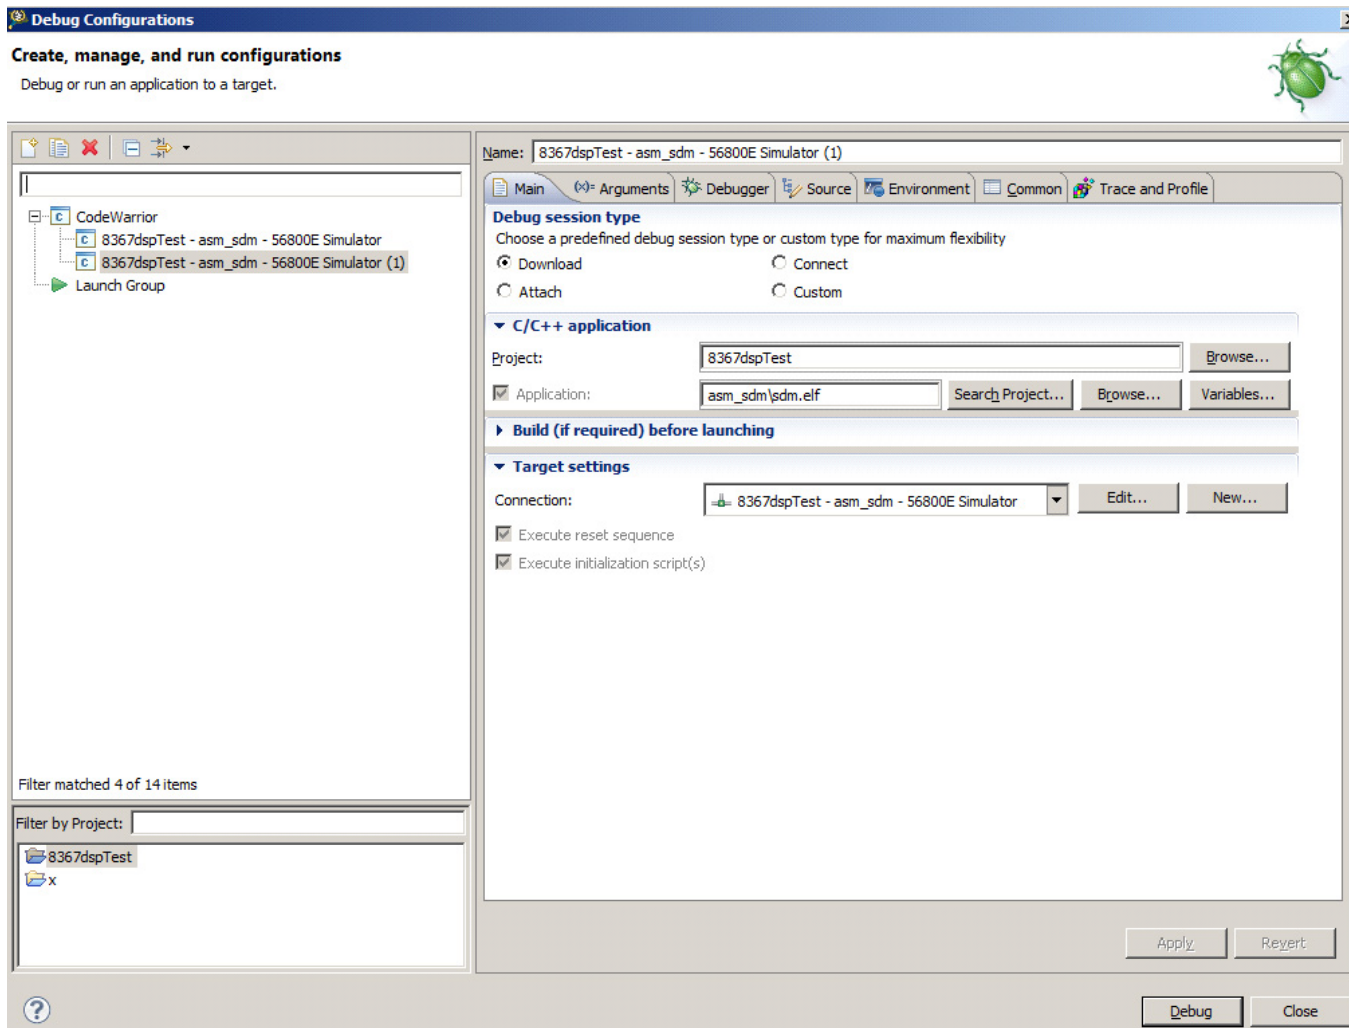 Debug Configurations
Create, manage, and run configurations
Debug or run an application to a target.
Name: 8367dspTest - asm_sdm - 56800E Simulator (1)
Main (x)= Arguments Debugger Source Environment Common Trace and Profile
CodeWarrior
8367dspTest - asm_sdm - 56800E Simulator
8367dspTest - asm_sdm - 56800E Simulator (1)
Launch Group
Debug session type
Choose a predefined debug session type or custom type for maximum flexibility
Download Connect
Attach Custom
C/C++ application
Project: 8367dspTest Browse...
Application: asm_sdm\sdm.elf Search Project... Browse... Variables...
Build (if required) before launching
Target settings
Connection: 8367dspTest - asm_sdm - 56800E Simulator Edit... New...
Execute reset sequence
Execute initialization script(s)
Filter matched 4 of 14 items
Filter by Project:
8367dspTest
x
Apply Revert
? Debug Close